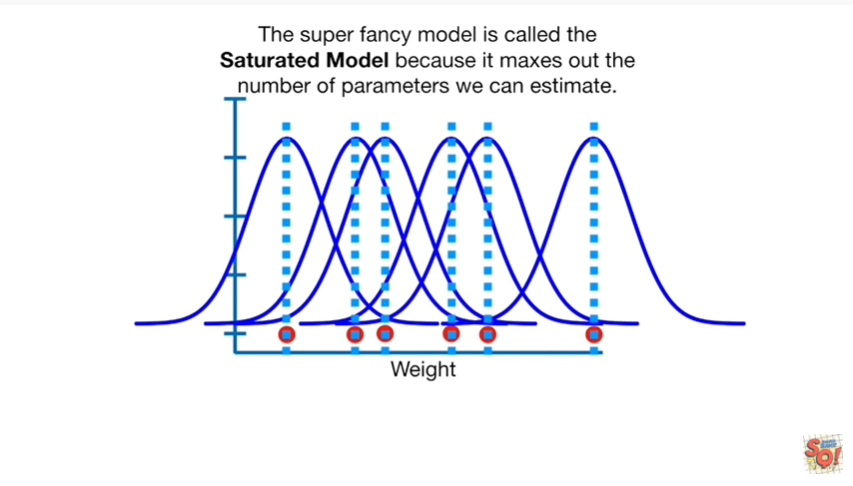 The super fancy model is called the
Saturated Model because it maxes out the
number of parameters we can estimate.
Weight
SQ!